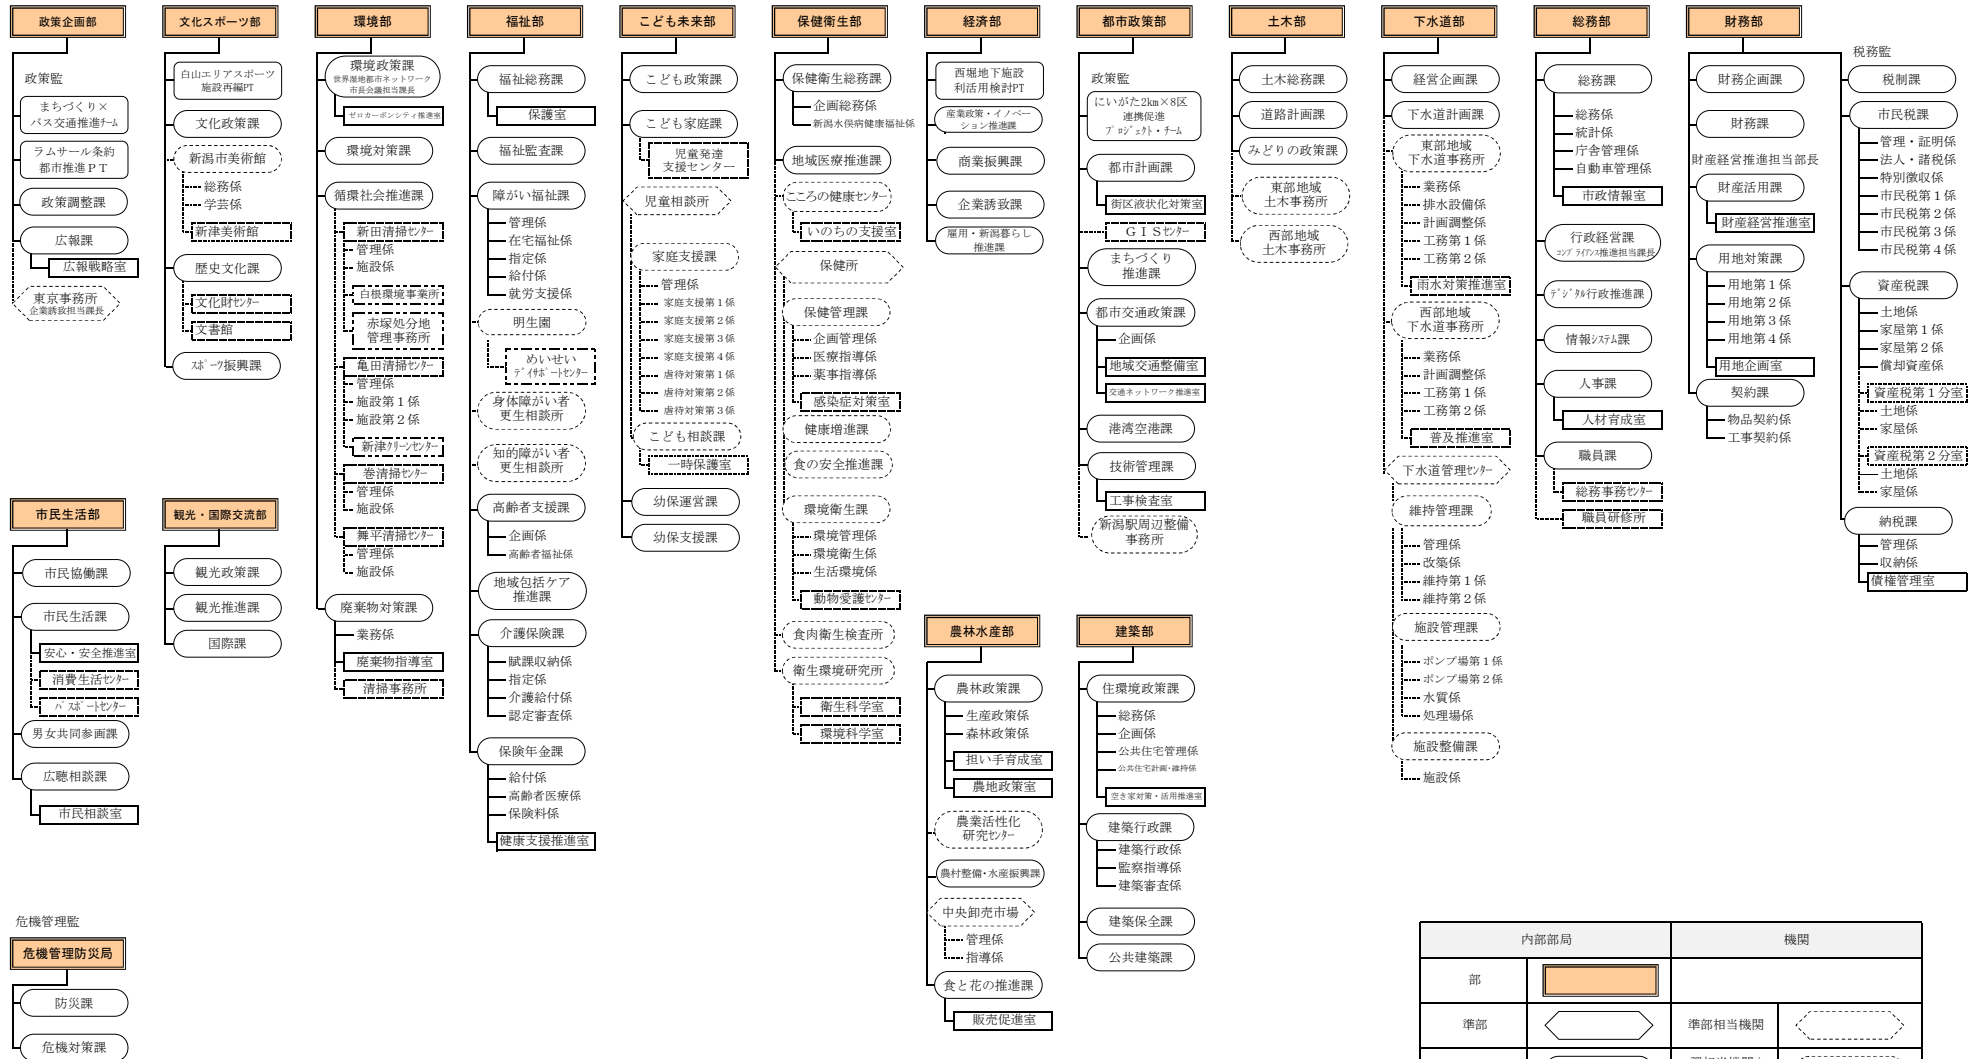 政策企画部
政策監
まちづくり×
バス交通推進ﾁｰﾑ
ラムサール条約
都市推進ＰＴ
政策調整課
広報課
広報戦略室
東京事務所
企業誘致担当課長
市民生活部
市民協働課
市民生活課
安心・安全推進室
消費生活ｾﾝﾀｰ
ﾊﾟｽﾎﾟｰﾄｾﾝﾀｰ
男女共同参画課
広聴相談課
市民相談室
危機管理監
危機管理防災局
防災課
危機対策課
文化スポーツ部
白山エリアスポーツ
施設再編PT
文化政策課
新潟市美術館
総務係
学芸係
新津美術館
歴史文化課
文化財ｾﾝﾀｰ
文書館
ｽﾎﾟｰﾂ振興課
観光・国際交流部
観光政策課
観光推進課
国際課
環境部
環境政策課
世界湿地都市ネットワーク
市長会議担当課長
ゼロカーボンシティ推進室
環境対策課
循環社会推進課
新田清掃ｾﾝﾀｰ
管理係
施設係
白根環境事業所
赤塚処分地
管理事務所
亀田清掃ｾﾝﾀｰ
管理係
施設第１係
施設第２係
新津ｸﾘｰﾝｾﾝﾀｰ
巻清掃ｾﾝﾀｰ
管理係
施設係
舞平清掃ｾﾝﾀｰ
管理係
施設係
廃棄物対策課
業務係
廃棄物指導室
清掃事務所
福祉部
福祉総務課
保護室
福祉監査課
障がい福祉課
管理係
在宅福祉係
指定係
給付係
就労支援係
明生園
めいせい
ﾃﾞｲｻﾎﾟｰﾄｾﾝﾀｰ
身体障がい者
更生相談所
知的障がい者
更生相談所
高齢者支援課
企画係
高齢者福祉係
地域包括ケア
推進課
介護保険課
賦課収納係
指定係
介護給付係
認定審査係
保険年金課
給付係
高齢者医療係
保険料係
健康支援推進室
こども未来部
こども政策課
こども家庭課
児童発達
支援センター
児童相談所
家庭支援課
管理係
家庭支援第１係
家庭支援第２係
家庭支援第３係
家庭支援第４係
虐待対策第１係
虐待対策第２係
虐待対策第３係
こども相談課
一時保護室
幼保運営課
幼保支援課
保健衛生部
保健衛生総務課
企画総務係
新潟水俣病健康福祉係
地域医療推進課
こころの健康ｾﾝﾀｰ
いのちの支援室
保健所
保健管理課
企画管理係
医療指導係
薬事指導係
感染症対策室
健康増進課
食の安全推進課
環境衛生課
環境管理係
環境衛生係
生活環境係
動物愛護ｾﾝﾀｰ
食肉衛生検査所
衛生環境研究所
衛生科学室
環境科学室
経済部
西堀地下施設
利活用検討PT
産業政策・イノベー
ション推進課
商業振興課
企業誘致課
雇用・新潟暮らし
推進課
農林水産部
農林政策課
生産政策係
森林政策係
担い手育成室
農地政策室
農業活性化
研究ｾﾝﾀｰ
農村整備・水産振興課
中央卸売市場
管理係
指導係
食と花の推進課
販売促進室
都市政策部
政策監
にいがた2km×8区
連携促進
ﾌﾟﾛｼﾞｪｸﾄ・ﾁｰﾑ
都市計画課
街区液状化対策室
ＧＩＳｾﾝﾀｰ
まちづくり
推進課
都市交通政策課
企画係
地域交通整備室
交通ネットワーク推進室
港湾空港課
技術管理課
工事検査室
新潟駅周辺整備
事務所
建築部
住環境政策課
総務係
企画係
公共住宅管理係
公共住宅計画・維持係
空き家対策・活用推進室
建築行政課
建築行政係
監察指導係
建築審査係
建築保全課
公共建築課
土木部
土木総務課
道路計画課
みどりの政策課
東部地域
土木事務所
西部地域
土木事務所
下水道部
経営企画課
下水道計画課
東部地域
下水道事務所
業務係
排水設備係
計画調整係
工務第１係
工務第２係
雨水対策推進室
西部地域
下水道事務所
業務係
計画調整係
工務第１係
工務第２係
普及推進室
下水道管理ｾﾝﾀｰ
維持管理課
管理係
改築係
維持第１係
維持第２係
施設管理課
ポンプ場第１係
ポンプ場第２係
水質係
処理場係
施設整備課
施設係
総務部
総務課
総務係
統計係
庁舎管理係
自動車管理係
市政情報室
行政経営課
ｺﾝﾌﾟﾗｲｱﾝｽ推進担当課長
ﾃﾞｼﾞﾀﾙ行政推進課
情報ｼｽﾃﾑ課
人事課
人材育成室
職員課
総務事務ｾﾝﾀｰ
職員研修所
財務部
財務企画課
財務課
財産経営推進担当部長
財産活用課
財産経営推進室
用地対策課
用地第１係
用地第２係
用地第３係
用地第４係
用地企画室
契約課
物品契約係
工事契約係
税務監
税制課
市民税課
管理・証明係
法人・諸税係
特別徴収係
市民税第１係
市民税第２係
市民税第３係
市民税第４係
資産税課
土地係
家屋第１係
家屋第２係
償却資産係
資産税第１分室
土地係
家屋係
資産税第２分室
土地係
家屋係
納税課
管理係
収納係
債権管理室
内部部局
機関
部
準部
準部相当機関